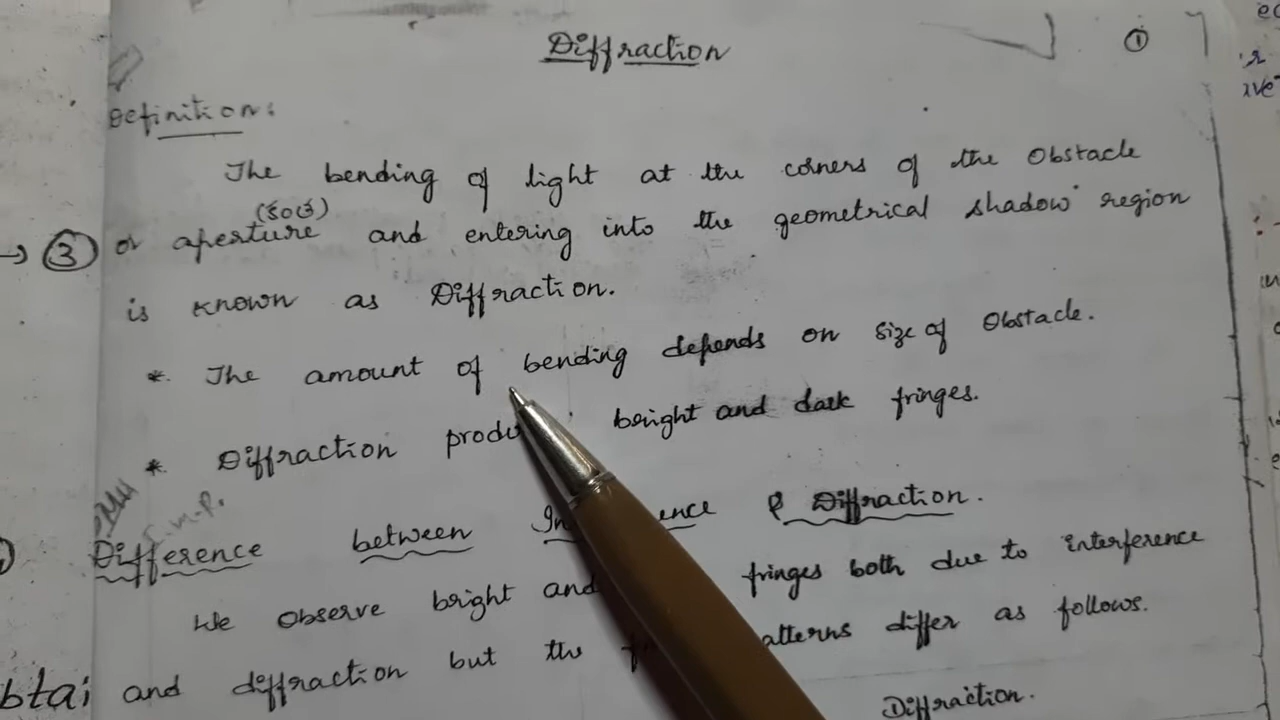 Diffraction ①
Definition:
The bending of light at the corners of the Obstacle
(రంధ్ర)
→ ③ or aperture and entering into the geometrical shadow region
is known as Diffraction.
*. The amount of bending depends on size of Obstacle.
* Diffraction produ bright and dark fringes.
Difference between In ence & Diffraction.
We observe bright and fringes both due to interference
btai and diffraction but the atterns differ as follows.
Diffraction.